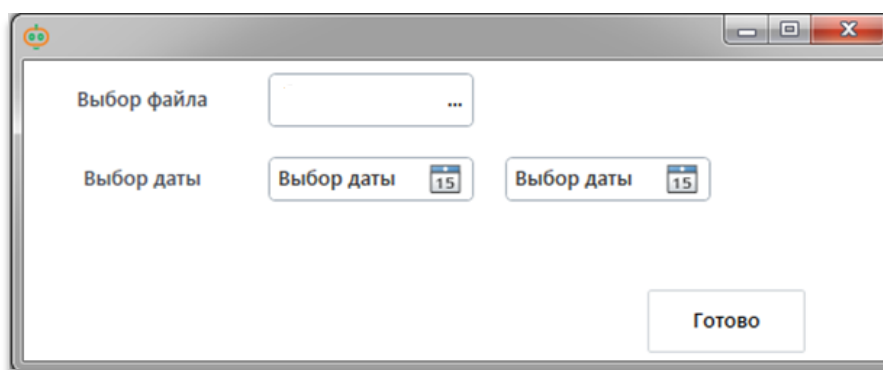 Выбор файла ...
Выбор даты Выбор даты 15 Выбор даты 15
Готово